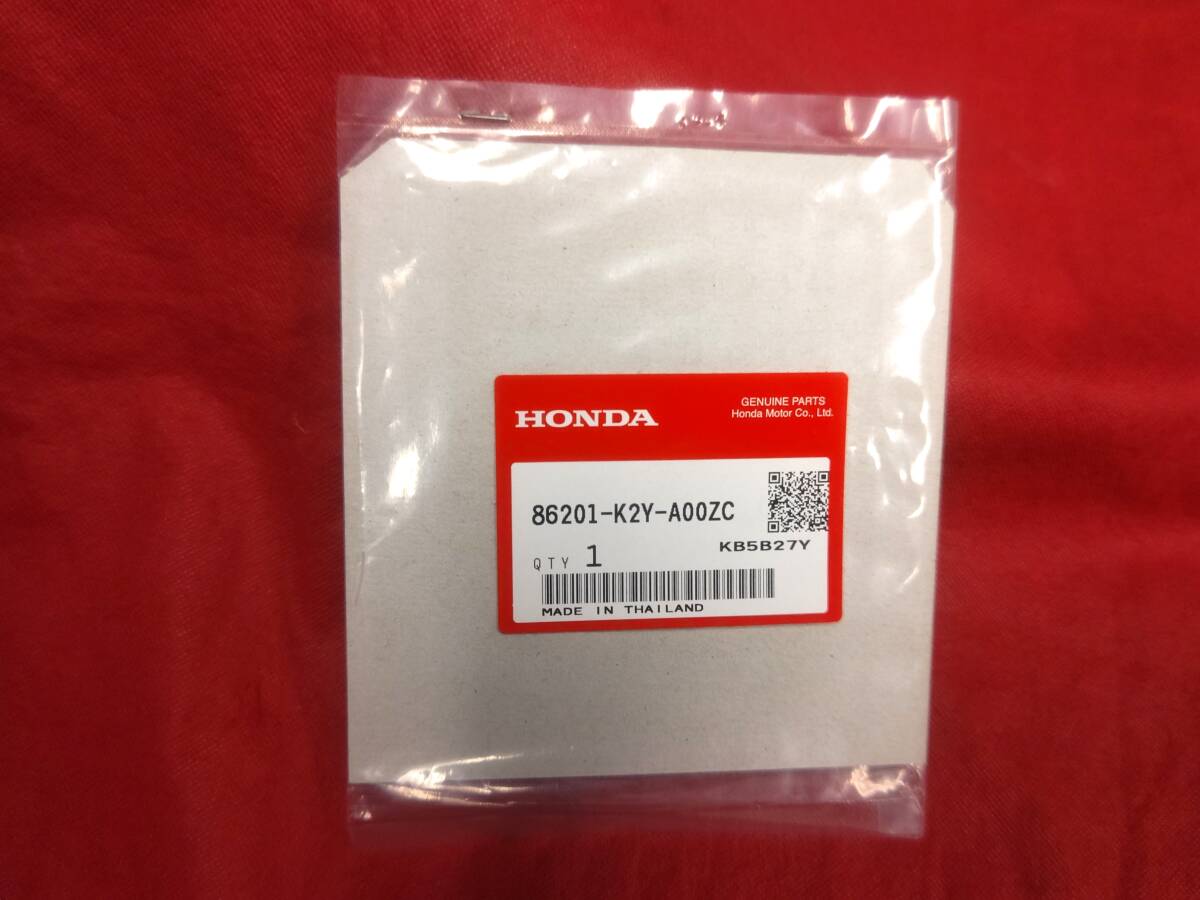 HONDA
GENUINE PARTS
Honda Motor Co., Ltd.
86201-K2Y-A00ZC
QTY 1
KB5B27Y
MADE IN THAILAND